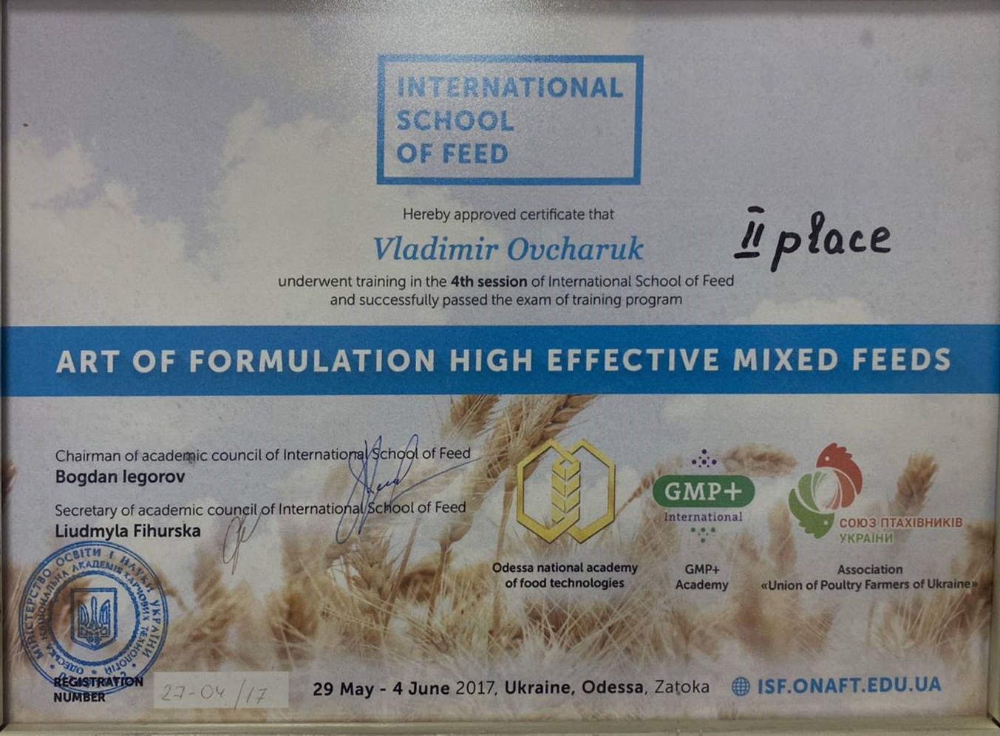 INTERNATIONAL
SCHOOL
OF FEED
Hereby approved certificate that
Vladimir Ovcharuk
II place
underwent training in the 4th session of International School of Feed
and successfully passed the exam of training program
ART OF FORMULATION HIGH EFFECTIVE MIXED FEEDS
Chairman of academic council of International School of Feed
Bogdan Iegorov
Secretary of academic council of International School of Feed
Liudmyla Fihurska
GMP+
International
СОЮЗ ПТАХІВНИКІВ
УКРАЇНИ
Odessa national academy
of food technologies
GMP+
Academy
Association
«Union of Poultry Farmers of Ukraine»
МІНІСТЕРСТВО ОСВІТИ І НАУКИ УКРАЇНИ
ОДЕСЬКА НАЦІОНАЛЬНА АКАДЕМІЯ ХАРЧОВИХ ТЕХНОЛОГІЙ
REGISTRATION
NUMBER
27-04/17
29 May - 4 June 2017, Ukraine, Odessa, Zatoka
ISF.ONAFT.EDU.UA